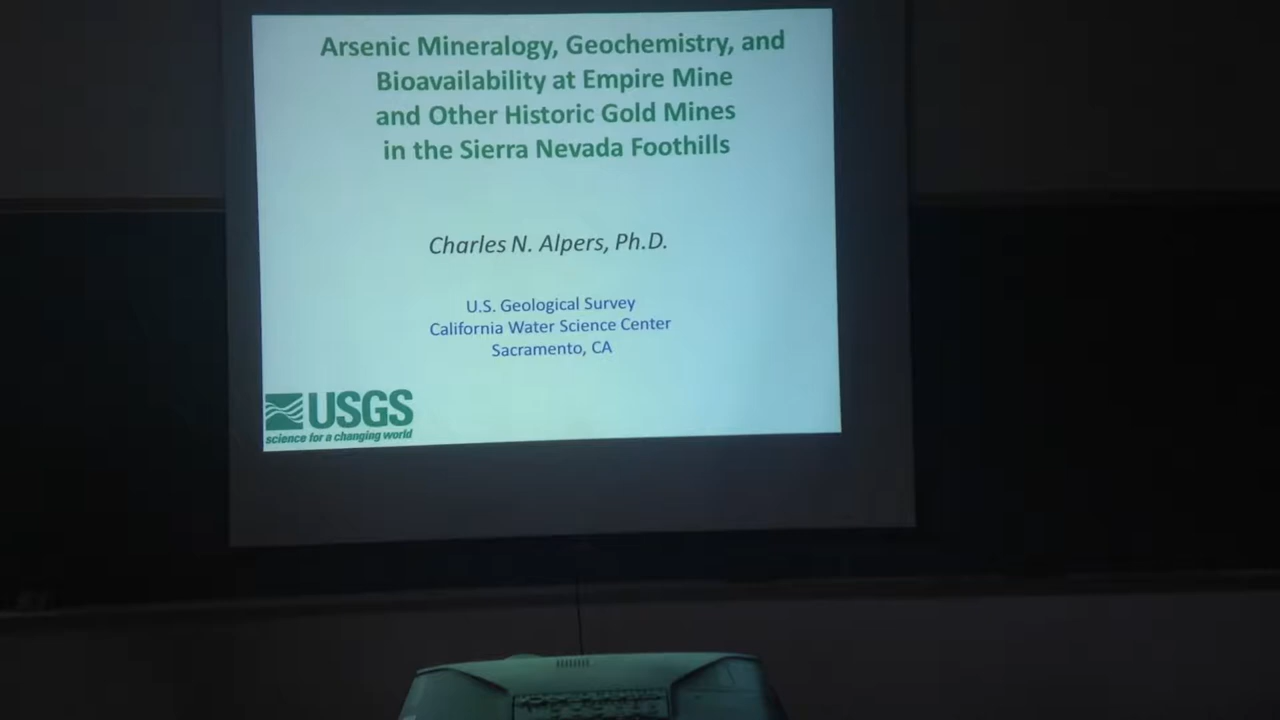 Arsenic Mineralogy, Geochemistry, and
Bioavailability at Empire Mine
and Other Historic Gold Mines
in the Sierra Nevada Foothills
Charles N. Alpers, Ph.D.
U.S. Geological Survey
California Water Science Center
Sacramento, CA
USGS
science for a changing world